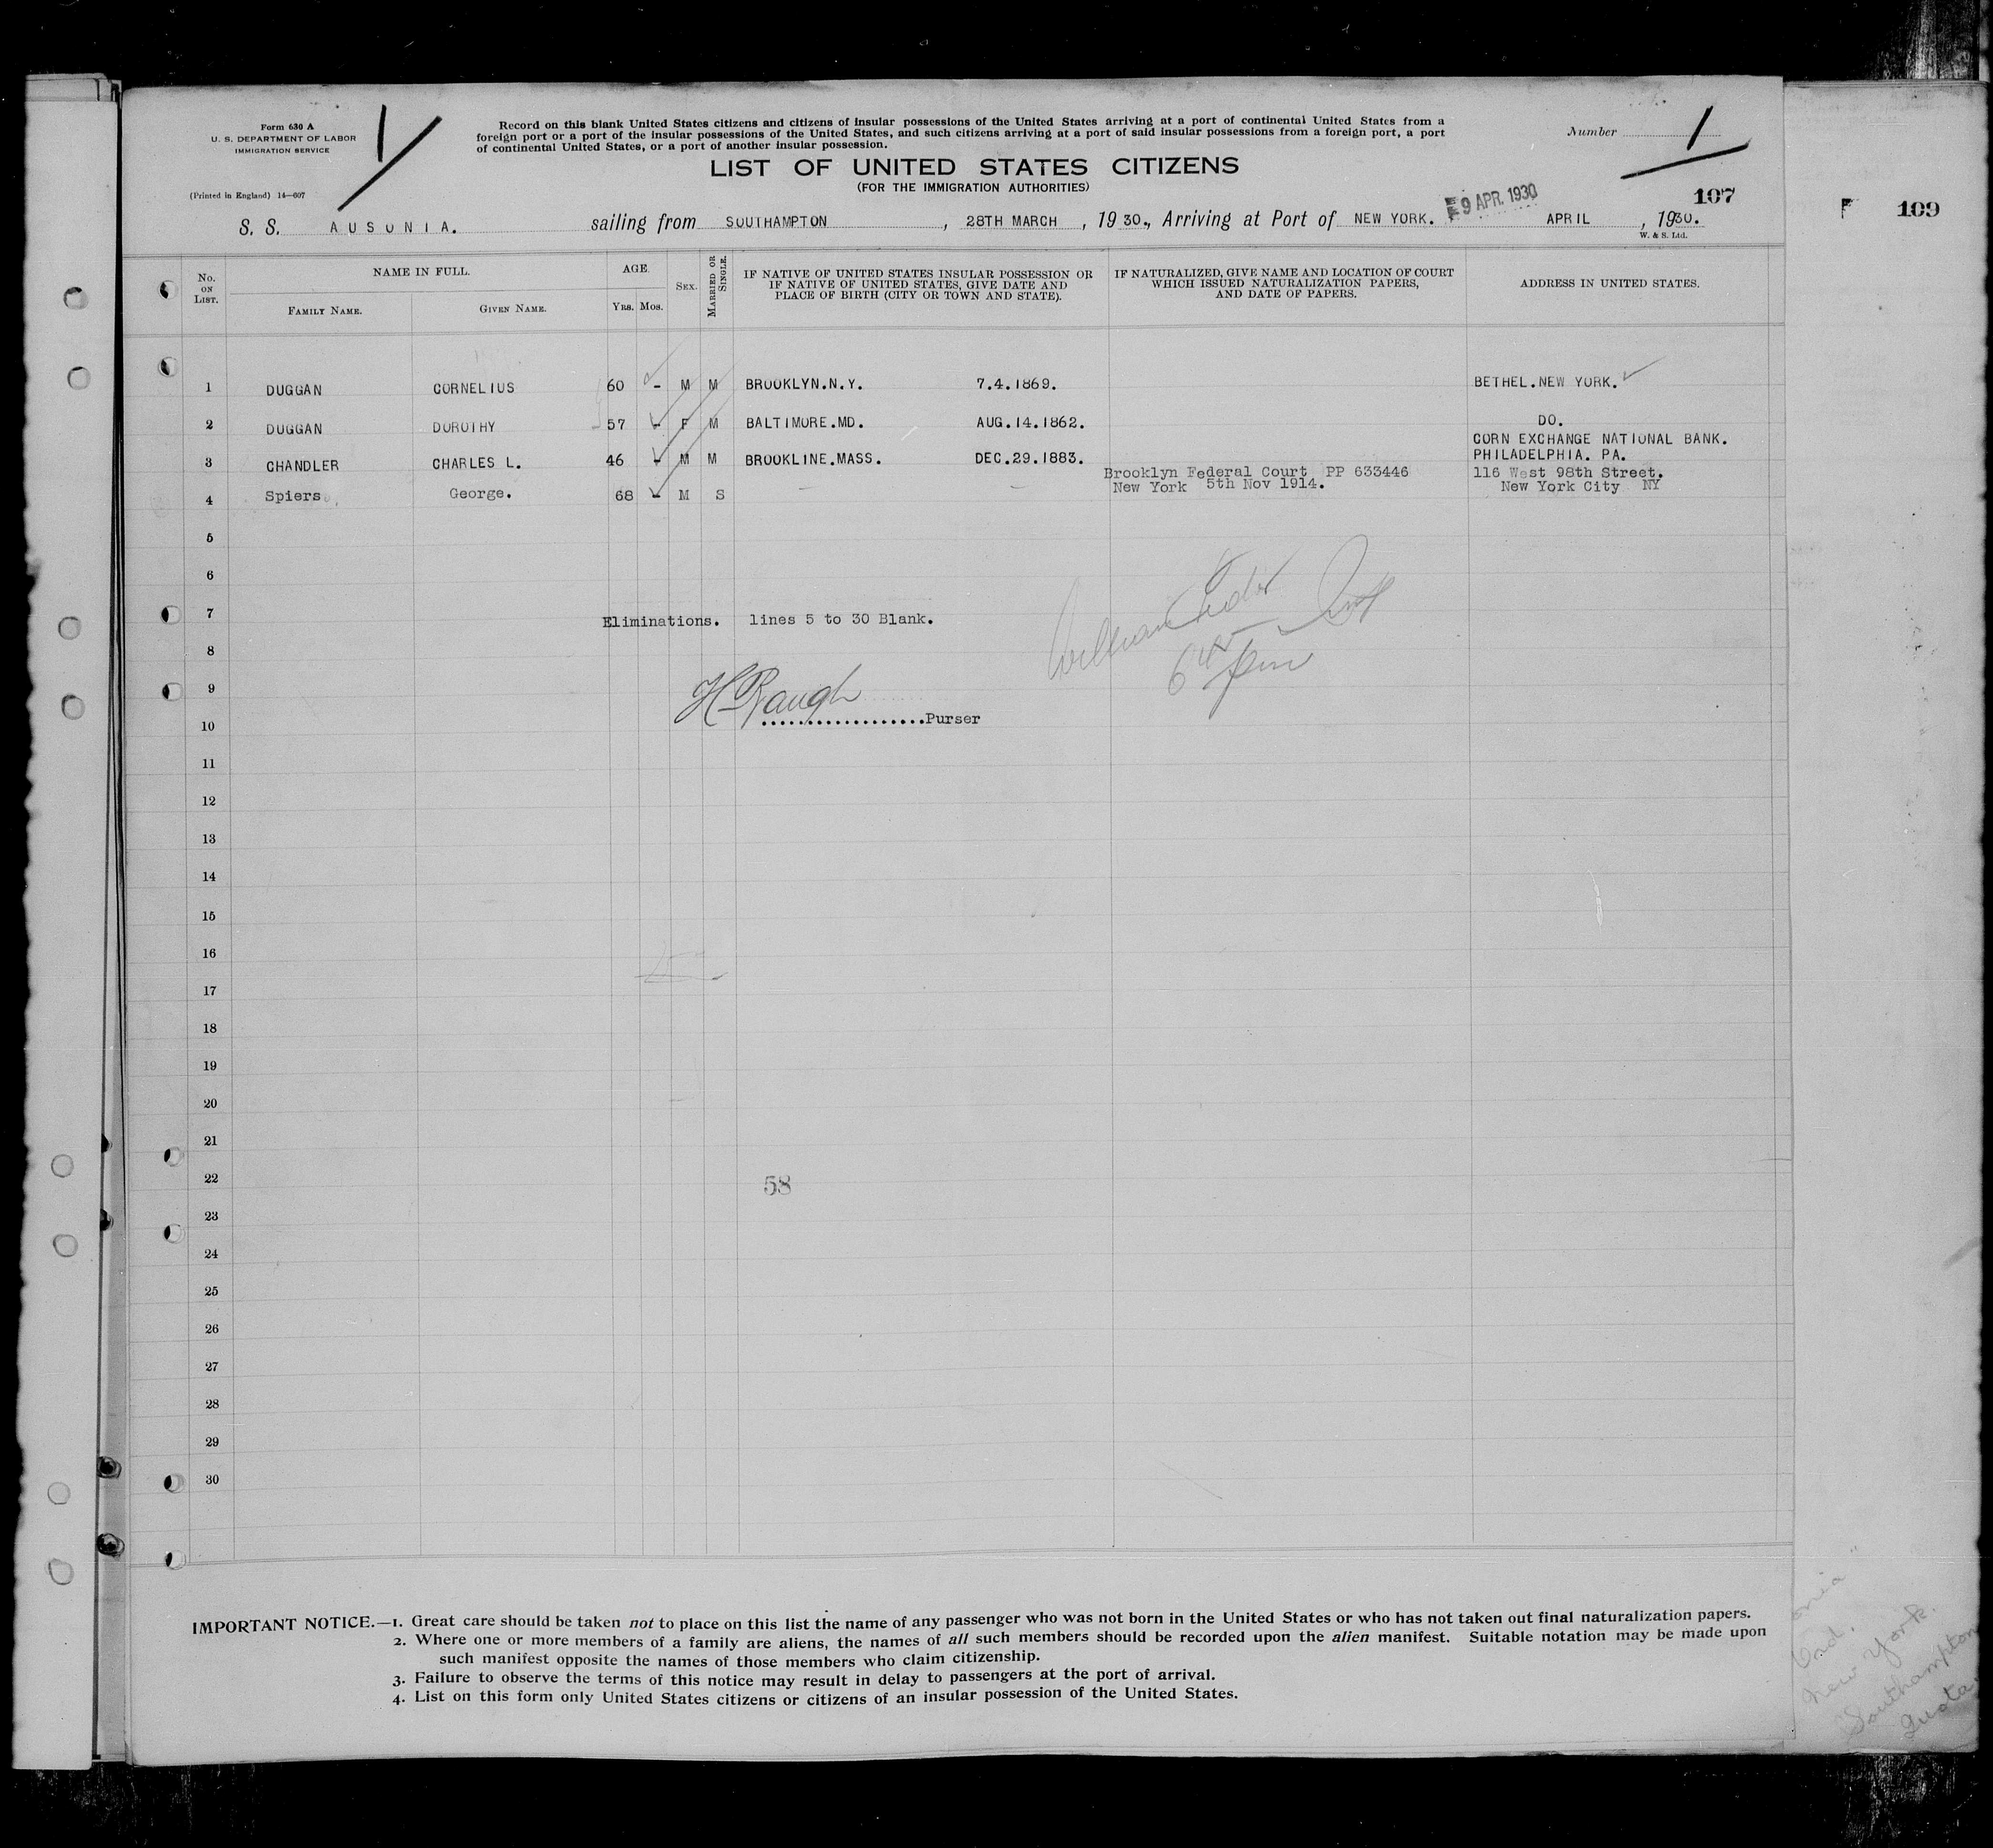 Form 630 A
U. S. DEPARTMENT OF LABOR
IMMIGRATION SERVICE
(Printed in England) 14—607
Record on this blank United States citizens and citizens of insular possessions of the United States arriving at a port of continental United States from a
foreign port or a port of the insular possessions of the United States, and such citizens arriving at a port of said insular possessions from a foreign port, a port
of continental United States, or a port of another insular possession.
Number 1
LIST OF UNITED STATES CITIZENS
(FOR THE IMMIGRATION AUTHORITIES)
107
109
9 APR. 1930
S. S. AUSONIA. sailing from SOUTHAMPTON, 28TH MARCH, 1930., Arriving at Port of NEW YORK. APRIL, 1930.
W. & S. Ltd.
No. ON LIST.
NAME IN FULL.
FAMILY NAME. GIVEN NAME.
AGE.
Yrs. Mos.
SEX.
MARRIED OR SINGLE.
IF NATIVE OF UNITED STATES INSULAR POSSESSION OR
IF NATIVE OF UNITED STATES, GIVE DATE AND
PLACE OF BIRTH (CITY OR TOWN AND STATE).
IF NATURALIZED, GIVE NAME AND LOCATION OF COURT
WHICH ISSUED NATURALIZATION PAPERS,
AND DATE OF PAPERS.
ADDRESS IN UNITED STATES.
1 DUGGAN CORNELIUS 60 - M M BROOKLYN.N.Y. 7.4.1869. BETHEL.NEW YORK.
2 DUGGAN DOROTHY 57 - F M BALTIMORE.MD. AUG.14.1862. DO.
CORN EXCHANGE NATIONAL BANK.
3 CHANDLER CHARLES L. 46 - M M BROOKLINE.MASS. DEC.29.1883. PHILADELPHIA. PA.
Brooklyn Federal Court PP 633446 116 West 98th Street.
4 Spiers George. 68 - M S — — New York 5th Nov 1914. New York City NY
5
6
7 Eliminations. lines 5 to 30 Blank.
8
9
10 Purser
11
12
13
14
15
16
17
18
19
20
21
22
58
23
24
25
26
27
28
29
30
IMPORTANT NOTICE.—1. Great care should be taken not to place on this list the name of any passenger who was not born in the United States or who has not taken out final naturalization papers.
2. Where one or more members of a family are aliens, the names of all such members should be recorded upon the alien manifest. Suitable notation may be made upon
such manifest opposite the names of those members who claim citizenship.
3. Failure to observe the terms of this notice may result in delay to passengers at the port of arrival.
4. List on this form only United States citizens or citizens of an insular possession of the United States.
New York.
Southampton
Quota